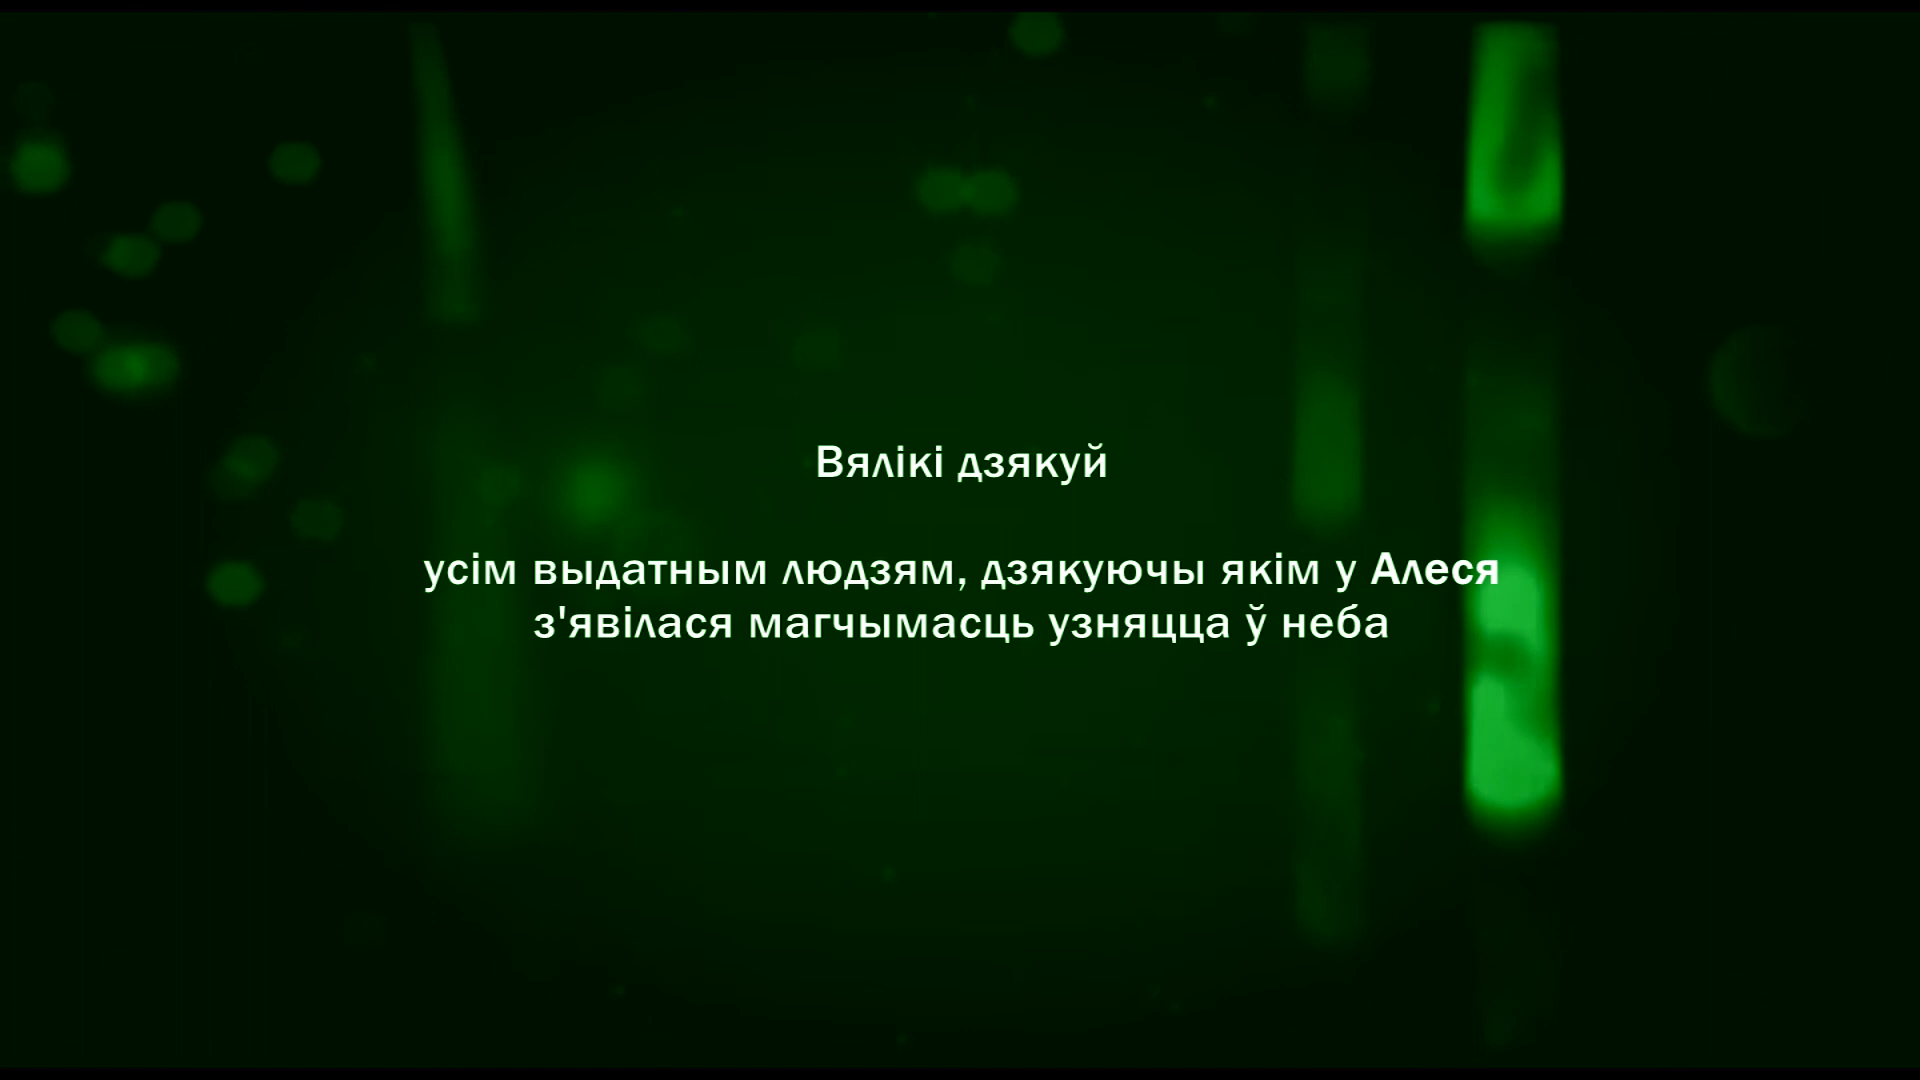 Вялікі дзякуй
усім выдатным людзям, дзякуючы якім у Алеся
з'явілася магчымасць узняцца ў неба